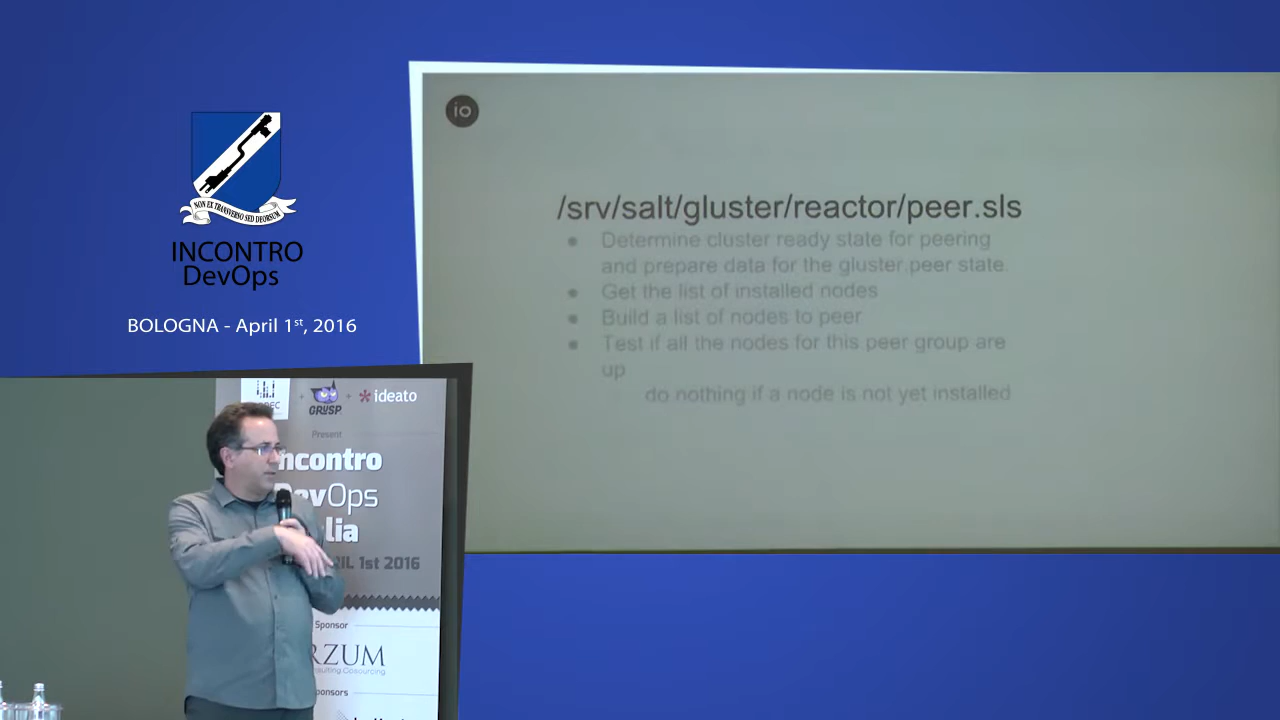 NON EX TRANSVERSO SED DEORSUM
INCONTRO
DevOps
BOLOGNA - April 1st, 2016
io
/srv/salt/gluster/reactor/peer.sls
● Determine cluster ready state for peering
and prepare data for the gluster.peer state.
● Get the list of installed nodes
● Build a list of nodes to peer
● Test if all the nodes for this peer group are
up
do nothing if a node is not yet installed
+ GRUSP + ideato
Present
ncontro
DevOps
lia
RIL 1st 2016
Sponsor
RZUM
onsulting Cosourcing
ponsors